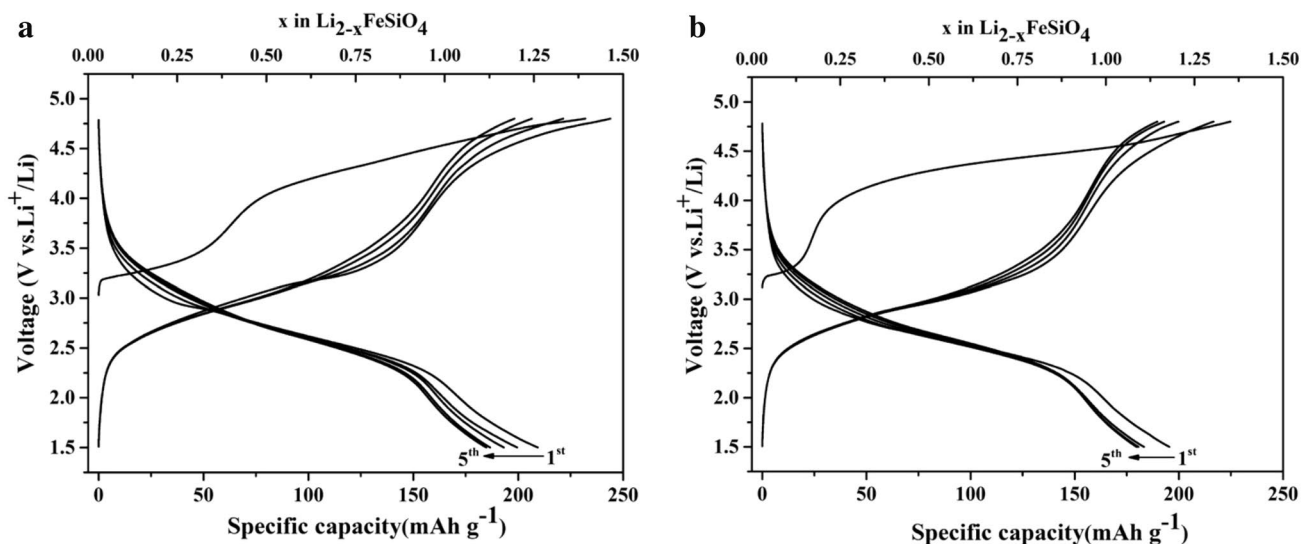 a
x in Li2-xFeSiO4
0.00 0.25 0.50 0.75 1.00 1.25 1.50
5.0
4.5
4.0
3.5
3.0
2.5
2.0
1.5
Voltage (V vs.Li+/Li)
5th 1st
0 50 100 150 200 250
Specific capacity(mAh g-1)
b
x in Li2-xFeSiO4
0.00 0.25 0.50 0.75 1.00 1.25 1.50
5.0
4.5
4.0
3.5
3.0
2.5
2.0
1.5
Voltage (V vs.Li+/Li)
5th 1st
0 50 100 150 200 250
Specific capacity(mAh g-1)